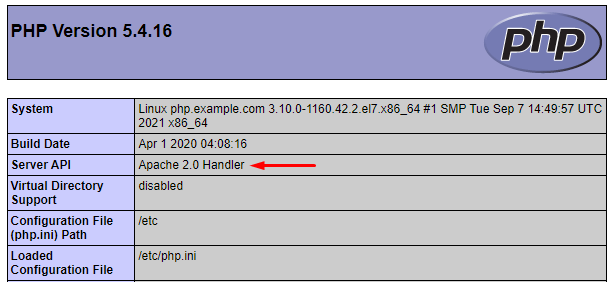 PHP Version 5.4.16
php
System
Linux php.example.com 3.10.0-1160.42.2.el7.x86_64 #1 SMP Tue Sep 7 14:49:57 UTC
2021 x86_64
Build Date
Apr 1 2020 04:08:16
Server API
Apache 2.0 Handler
Virtual Directory
Support
disabled
Configuration File
(php.ini) Path
/etc
Loaded
Configuration File
/etc/php.ini